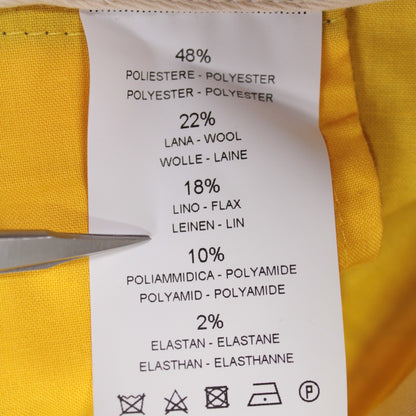 48%
POLIESTERE - POLYESTER
POLYESTER - POLYESTER
22%
LANA - WOOL
WOLLE - LAINE
18%
LINO - FLAX
LEINEN - LIN
10%
POLIAMMIDICA - POLYAMIDE
POLYAMID - POLYAMIDE
2%
ELASTAN - ELASTANE
ELASTHAN - ELASTHANNE
P